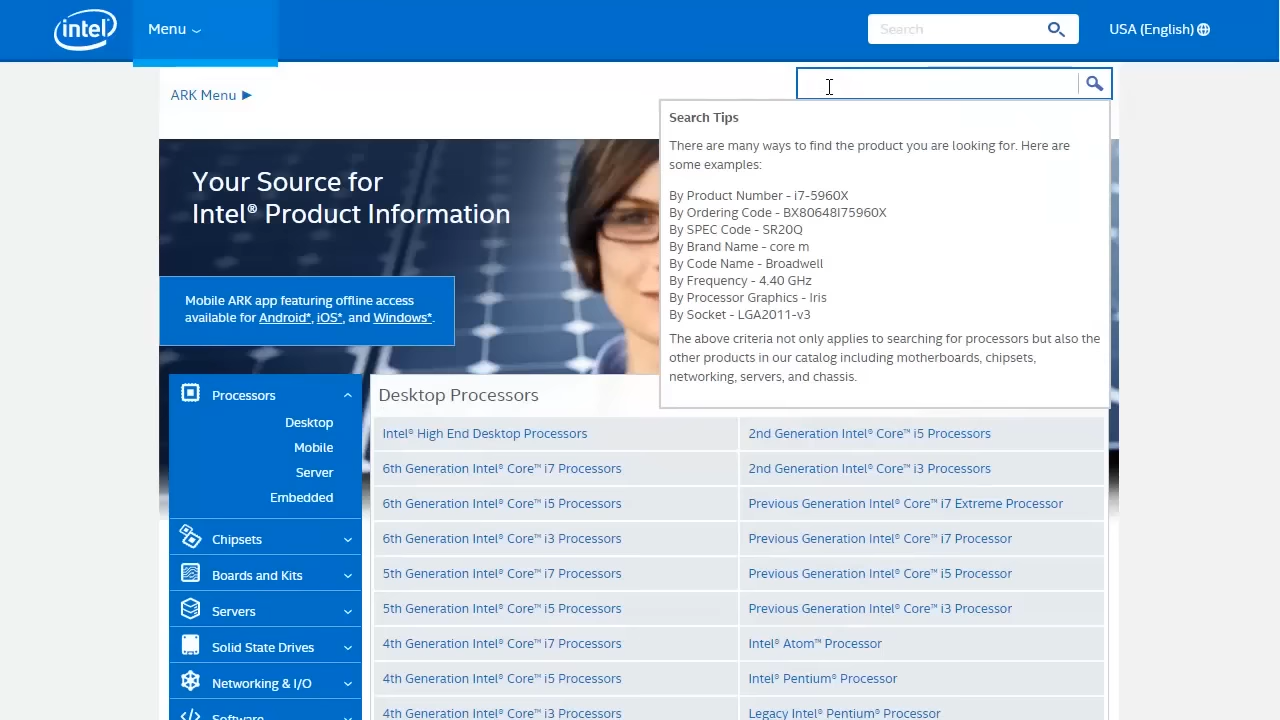 intel
Menu
Search
USA (English)
ARK Menu ►
Search Tips
There are many ways to find the product you are looking for. Here are
some examples:
By Product Number - i7-5960X
By Ordering Code - BX80648I75960X
By SPEC Code - SR20Q
By Brand Name - core m
By Code Name - Broadwell
By Frequency - 4.40 GHz
By Processor Graphics - Iris
By Socket - LGA2011-v3
The above criteria not only applies to searching for processors but also the
other products in our catalog including motherboards, chipsets,
networking, servers, and chassis.
Your Source for
Intel® Product Information
Mobile ARK app featuring offline access
available for Android*, iOS*, and Windows*.
Processors
Desktop
Mobile
Server
Embedded
Chipsets
Boards and Kits
Servers
Solid State Drives
Networking & I/O
Software
Desktop Processors
Intel® High End Desktop Processors
6th Generation Intel® Core™ i7 Processors
6th Generation Intel® Core™ i5 Processors
6th Generation Intel® Core™ i3 Processors
5th Generation Intel® Core™ i7 Processors
5th Generation Intel® Core™ i5 Processors
4th Generation Intel® Core™ i7 Processors
4th Generation Intel® Core™ i5 Processors
4th Generation Intel® Core™ i3 Processors
2nd Generation Intel® Core™ i5 Processors
2nd Generation Intel® Core™ i3 Processors
Previous Generation Intel® Core™ i7 Extreme Processor
Previous Generation Intel® Core™ i7 Processor
Previous Generation Intel® Core™ i5 Processor
Previous Generation Intel® Core™ i3 Processor
Intel® Atom™ Processor
Intel® Pentium® Processor
Legacy Intel® Pentium® Processor